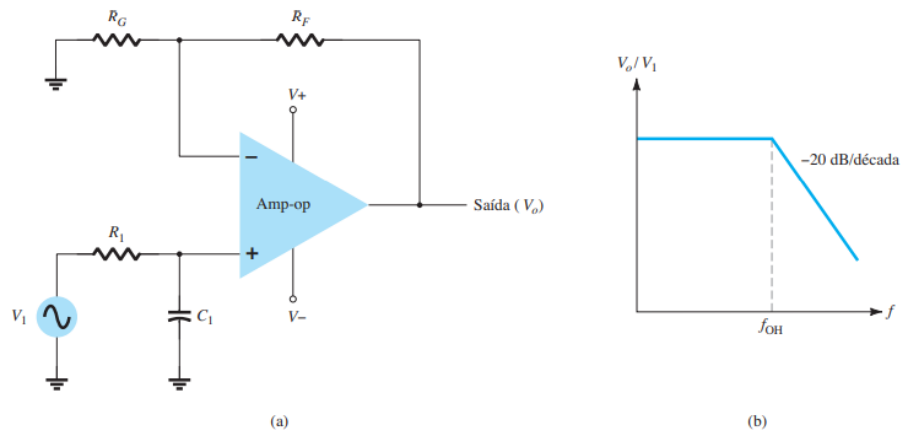 R_G
R_F
V+
−
Amp-op
Saída (V_o)
R_1
+
V_1
C_1
V−
(a)
V_o/V_1
−20 dB/década
f
f_OH
(b)